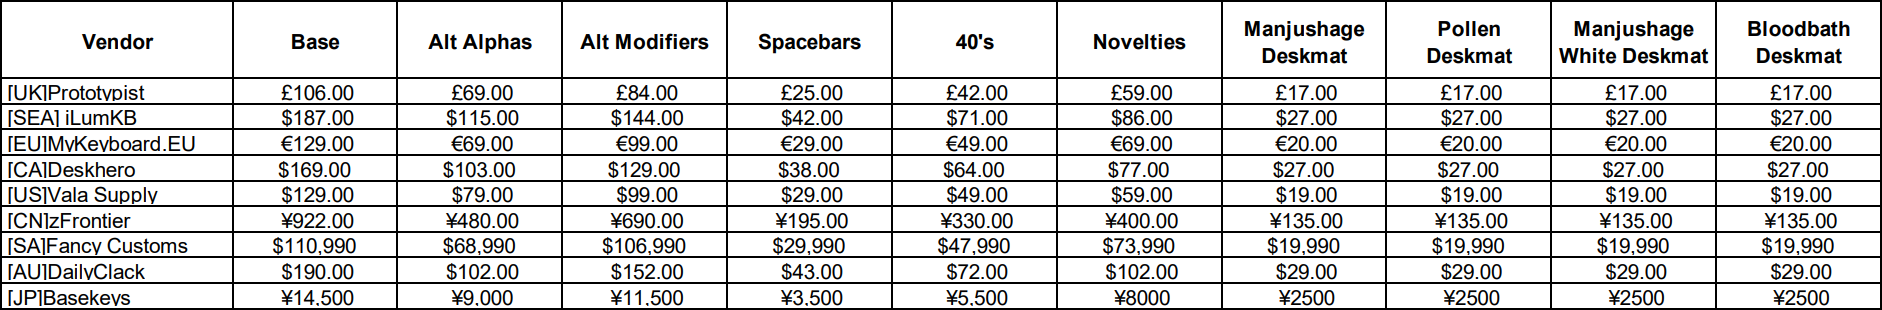 Vendor Base Alt Alphas Alt Modifiers Spacebars 40's Novelties Manjushage Deskmat Pollen Deskmat Manjushage White Deskmat Bloodbath Deskmat
[UK]Prototypist £106.00 £69.00 £84.00 £25.00 £42.00 £59.00 £17.00 £17.00 £17.00 £17.00
[SEA] iLumKB $187.00 $115.00 $144.00 $42.00 $71.00 $86.00 $27.00 $27.00 $27.00 $27.00
[EU]MyKeyboard.EU €129.00 €69.00 €99.00 €29.00 €49.00 €69.00 €20.00 €20.00 €20.00 €20.00
[CA]Deskhero $169.00 $103.00 $129.00 $38.00 $64.00 $77.00 $27.00 $27.00 $27.00 $27.00
[US]Vala Supply $129.00 $79.00 $99.00 $29.00 $49.00 $59.00 $19.00 $19.00 $19.00 $19.00
[CN]zFrontier ¥922.00 ¥480.00 ¥690.00 ¥195.00 ¥330.00 ¥400.00 ¥135.00 ¥135.00 ¥135.00 ¥135.00
[SA]Fancy Customs $110,990 $68,990 $106,990 $29,990 $47,990 $73,990 $19,990 $19,990 $19,990 $19,990
[AU]DailyClack $190.00 $102.00 $152.00 $43.00 $72.00 $102.00 $29.00 $29.00 $29.00 $29.00
[JP]Basekeys ¥14,500 ¥9,000 ¥11,500 ¥3,500 ¥5,500 ¥8000 ¥2500 ¥2500 ¥2500 ¥2500